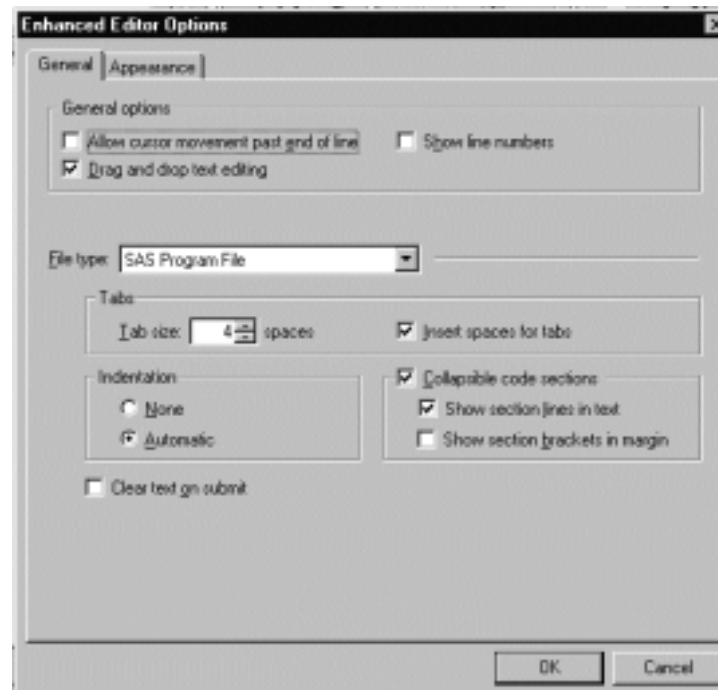 Enhanced Editor Options
General Appearance
General options
Allow cursor movement past end of line Show line numbers
Drag and drop text editing
File type: SAS Program File
Tabs
Tab size: 4 spaces Insert spaces for tabs
Indentation Collapsible code sections
None Show section lines in text
Automatic Show section brackets in margin
Clear text on submit
OK Cancel